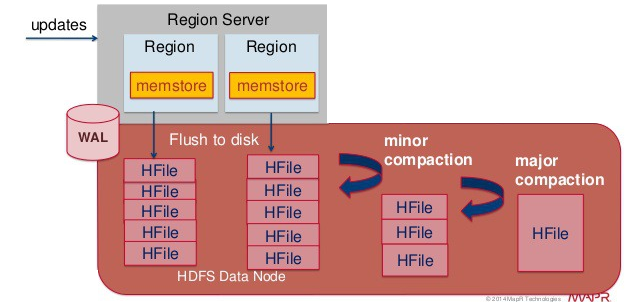 updates
Region Server
Region
Region
memstore
memstore
WAL
Flush to disk
minor
compaction
major
compaction
HFile
HFile
HFile
HFile
HFile
HFile
HFile
HFile
HFile
HFile
HFile
HFile
HFile
HFile
HDFS Data Node
© 2014 MapR Technologies
MAPR